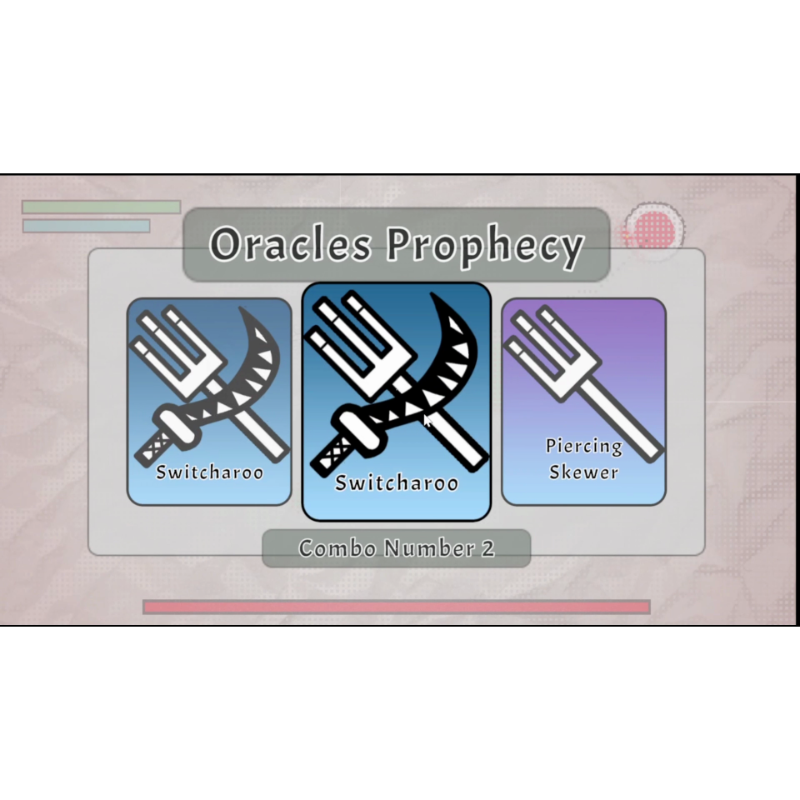 Oracles Prophecy
Switcharoo
Switcharoo
Piercing
Skewer
Combo Number 2